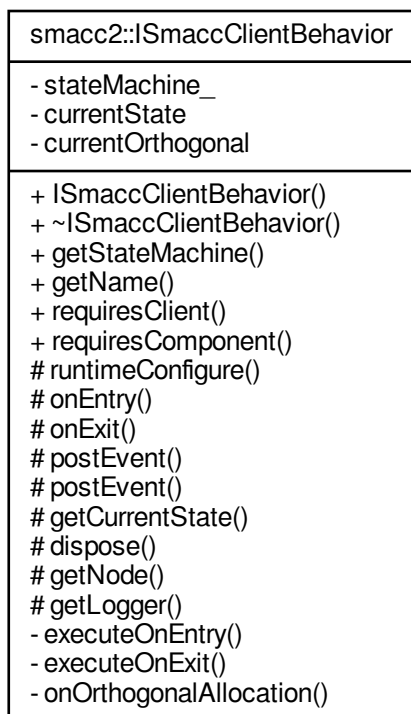 smacc2::ISmaccClientBehavior
- stateMachine_
- currentState
- currentOrthogonal
+ ISmaccClientBehavior()
+ ~ISmaccClientBehavior()
+ getStateMachine()
+ getName()
+ requiresClient()
+ requiresComponent()
# runtimeConfigure()
# onEntry()
# onExit()
# postEvent()
# postEvent()
# getCurrentState()
# dispose()
# getNode()
# getLogger()
- executeOnEntry()
- executeOnExit()
- onOrthogonalAllocation()